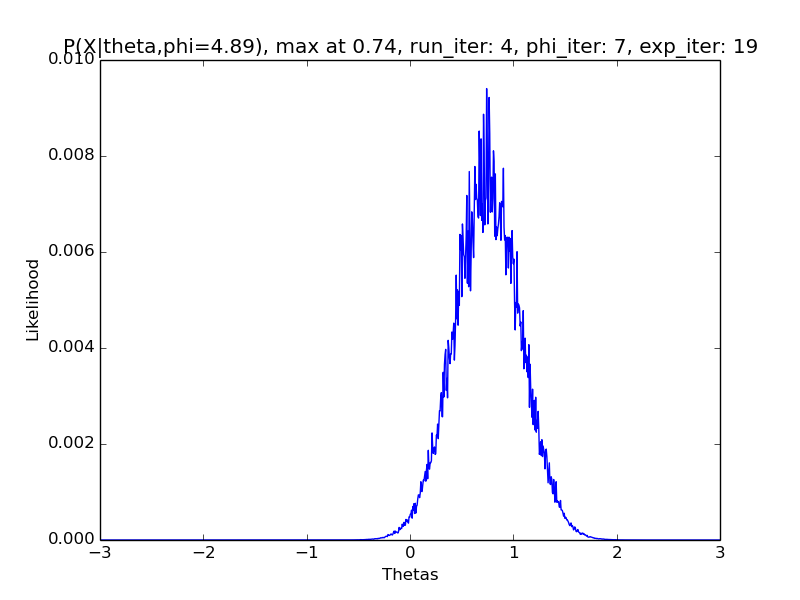 P(X|theta,phi=4.89), max at 0.74, run_iter: 4, phi_iter: 7, exp_iter: 19
0.010
0.008
0.006
0.004
0.002
0.000
Likelihood
−3 −2 −1 0 1 2 3
Thetas